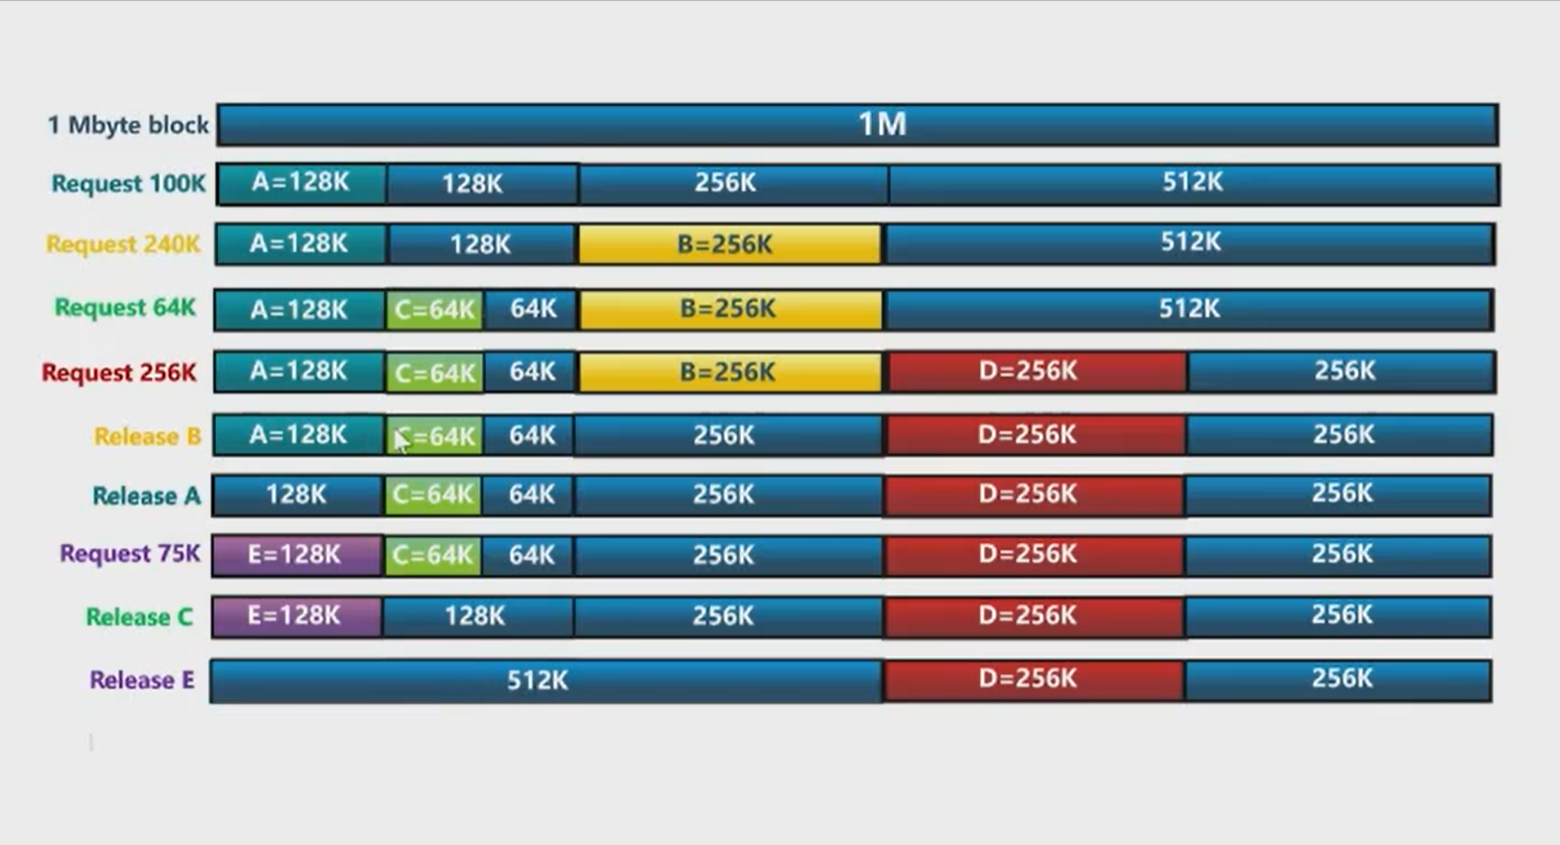 1 Mbyte block 1M
Request 100K A=128K 128K 256K 512K
Request 240K A=128K 128K B=256K 512K
Request 64K A=128K C=64K 64K B=256K 512K
Request 256K A=128K C=64K 64K B=256K D=256K 256K
Release B A=128K C=64K 64K 256K D=256K 256K
Release A 128K C=64K 64K 256K D=256K 256K
Request 75K E=128K C=64K 64K 256K D=256K 256K
Release C E=128K 128K 256K D=256K 256K
Release E 512K D=256K 256K